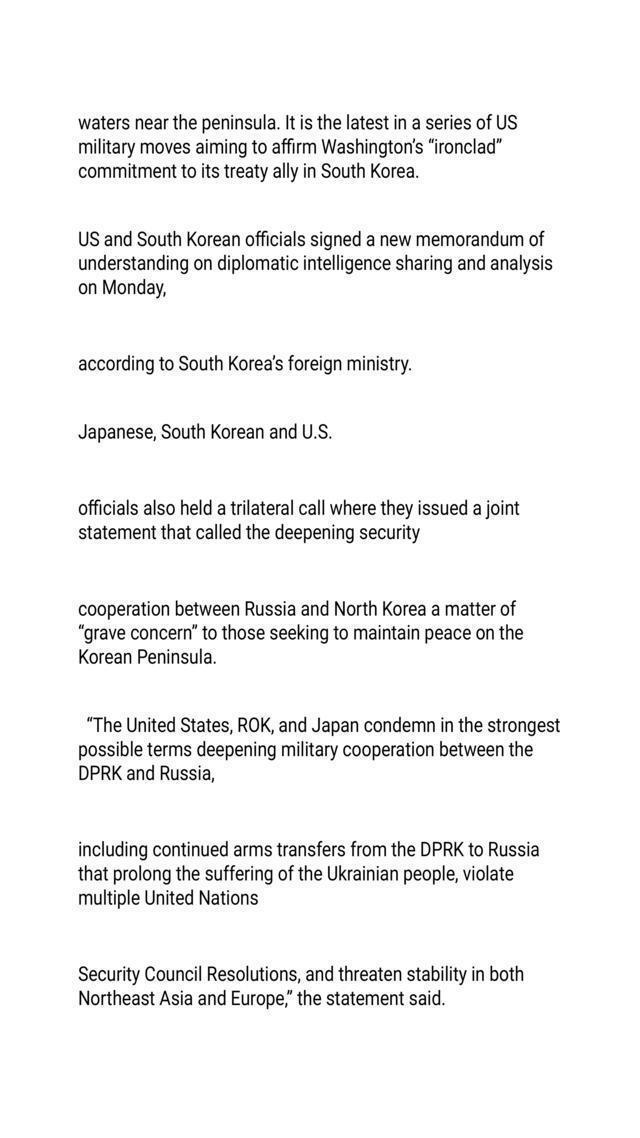 waters near the peninsula. It is the latest in a series of US
military moves aiming to affirm Washington’s “ironclad”
commitment to its treaty ally in South Korea.
US and South Korean officials signed a new memorandum of
understanding on diplomatic intelligence sharing and analysis
on Monday,
according to South Korea’s foreign ministry.
Japanese, South Korean and U.S.
officials also held a trilateral call where they issued a joint
statement that called the deepening security
cooperation between Russia and North Korea a matter of
“grave concern” to those seeking to maintain peace on the
Korean Peninsula.
“The United States, ROK, and Japan condemn in the strongest
possible terms deepening military cooperation between the
DPRK and Russia,
including continued arms transfers from the DPRK to Russia
that prolong the suffering of the Ukrainian people, violate
multiple United Nations
Security Council Resolutions, and threaten stability in both
Northeast Asia and Europe,” the statement said.